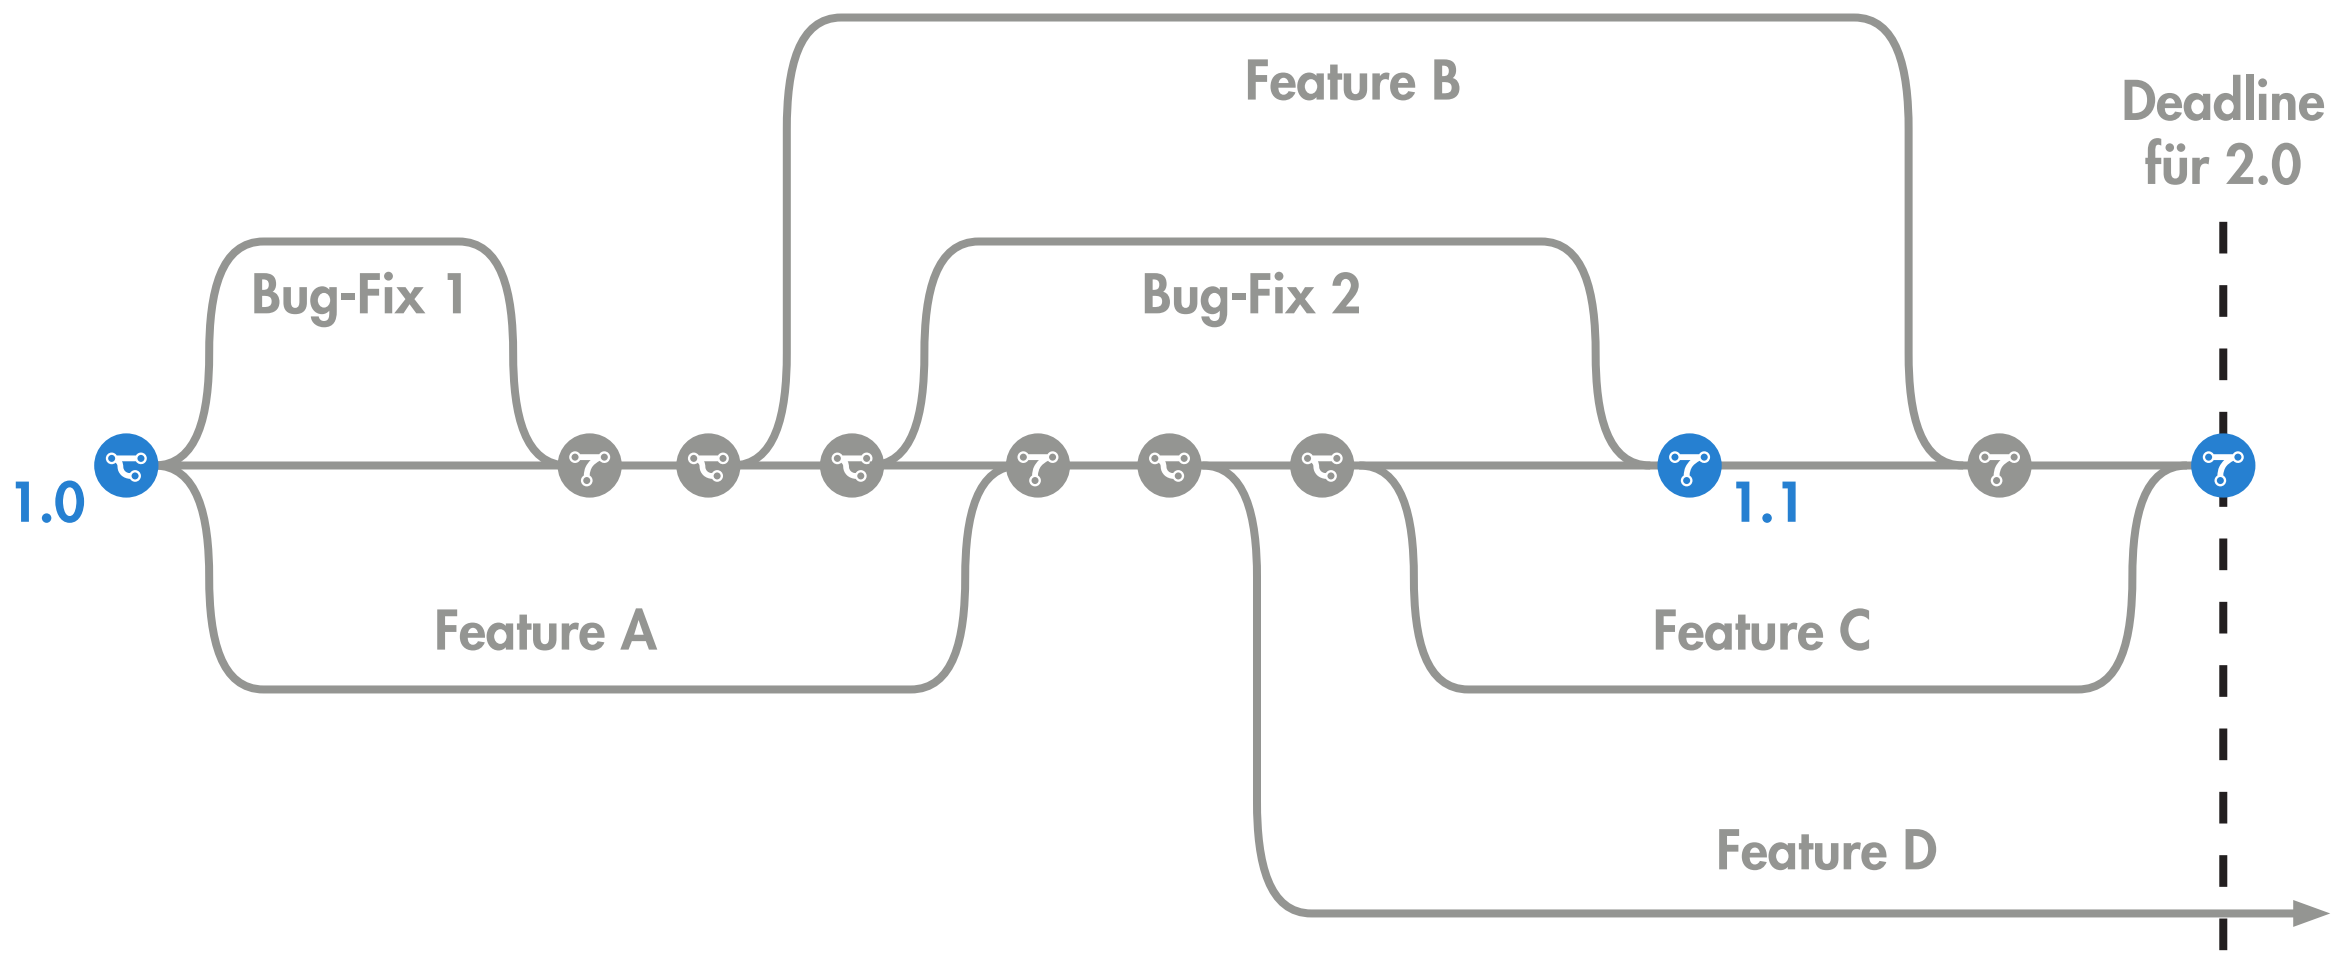 Feature B
Deadline
für 2.0
Bug-Fix 1
Bug-Fix 2
1.0
1.1
Feature A
Feature C
Feature D